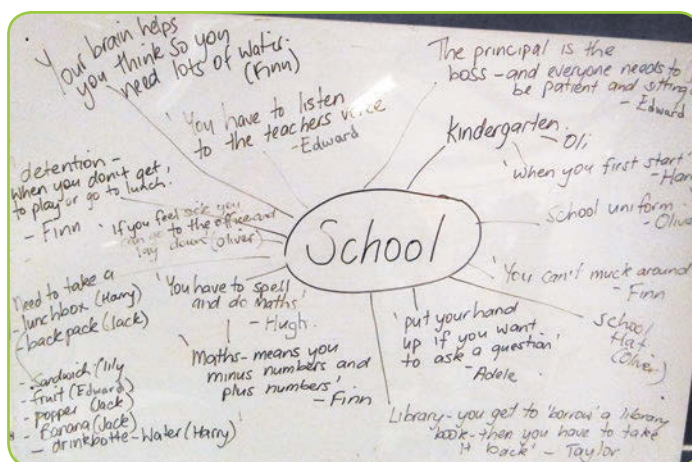 Your brain helps
you think so you
need lots of water.
(Finn)
'You have to listen
to the teachers voice
- Edward
The principal is the
boss - and everyone needs to
be patient and sitting
- Edward
Kindergarten.
- Oli
'when you first start'
- Harr
School uniform -
Olive
'You can't muck around
- Finn
School
Hat
(Oliver)
detention -
when you don't get,
to play or go to lunch.
- Finn
'If you feel sick you
can go to the office and
lay down (Oliver)
School
Need to take a
- lunchbox (Harry)
- backpack (Jack)
- Sandwich (lily
- fruit (Edward)
- popper (Jack)
- Banana (Jack)
- drinkbotte - Water (Harry)
'You have to spell
and do maths'
- Hugh.
'Maths - means you
minus numbers and
plus numbers'
- Finn
'put your hand
up if you want
to ask a question'
- Adele
Library - you get to 'borrow' a library
book - then you have to take
it back' - Taylor